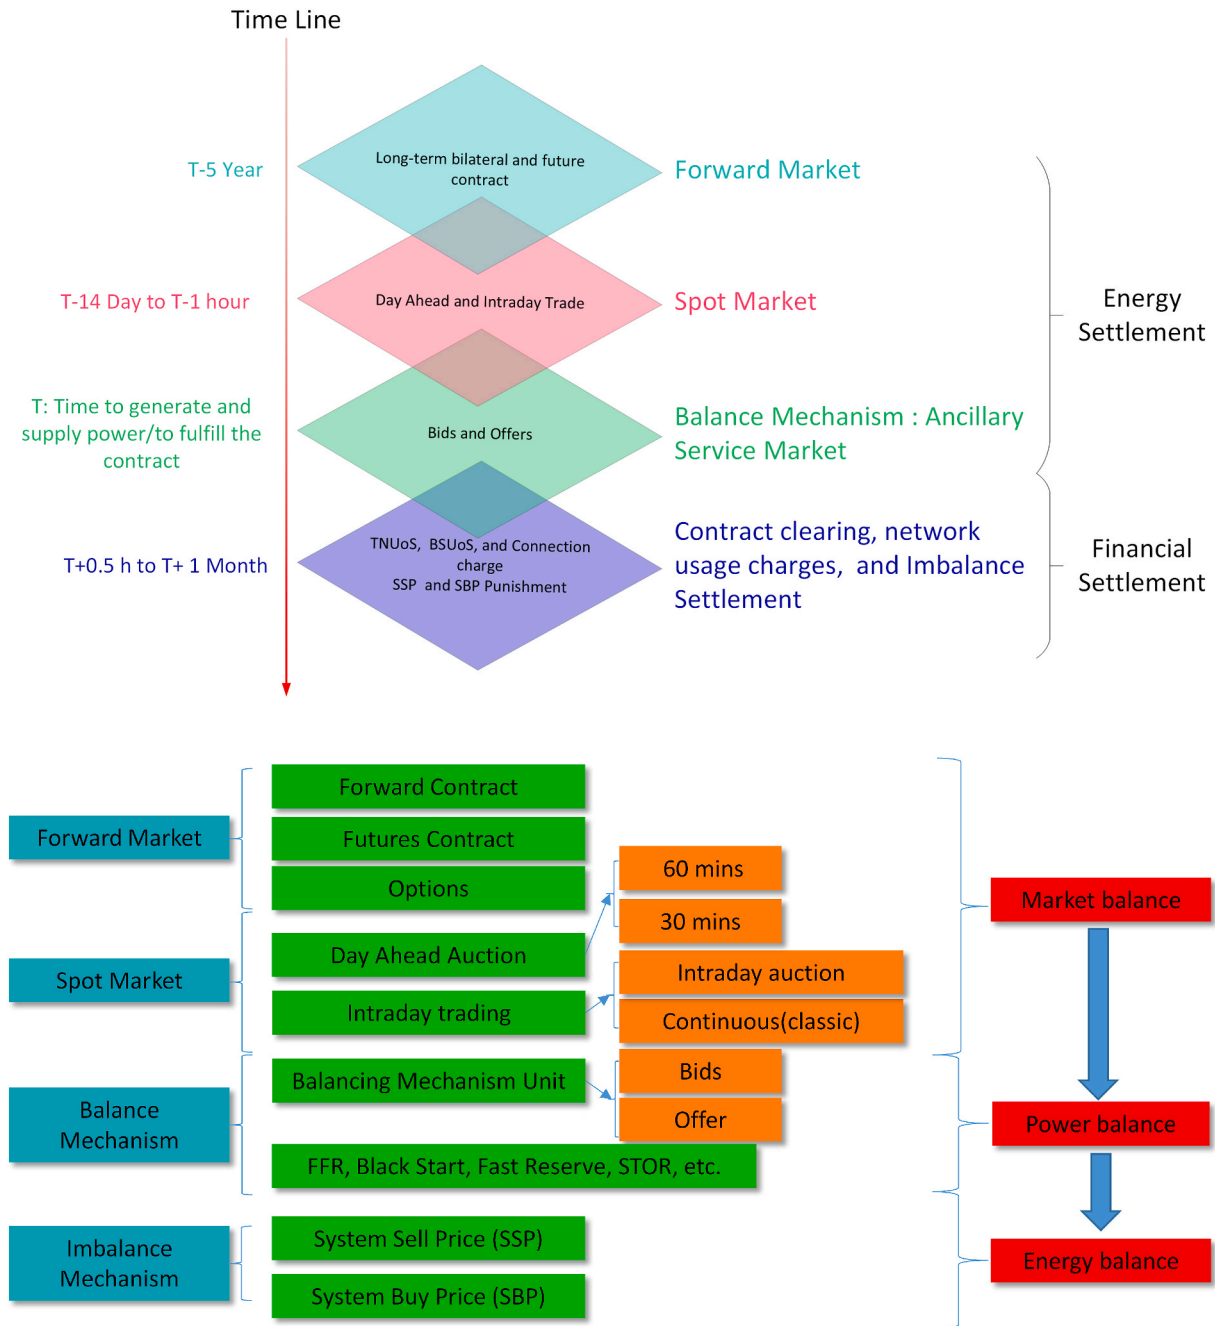 Time Line
T-5 Year
Long-term bilateral and future
contract
Forward Market
T-14 Day to T-1 hour
Day Ahead and Intraday Trade
Spot Market
Energy
Settlement
T: Time to generate and
supply power/to fulfill the
contract
Bids and Offers
Balance Mechanism : Ancillary
Service Market
T+0.5 h to T+ 1 Month
TNUoS, BSUoS, and Connection
charge
SSP and SBP Punishment
Contract clearing, network
usage charges, and Imbalance
Settlement
Financial
Settlement
Forward Market
Forward Contract
Futures Contract
Options
Spot Market
Day Ahead Auction
60 mins
30 mins
Intraday trading
Intraday auction
Continuous(classic)
Market balance
Balance
Mechanism
Balancing Mechanism Unit
Bids
Offer
FFR, Black Start, Fast Reserve, STOR, etc.
Power balance
Imbalance
Mechanism
System Sell Price (SSP)
System Buy Price (SBP)
Energy balance